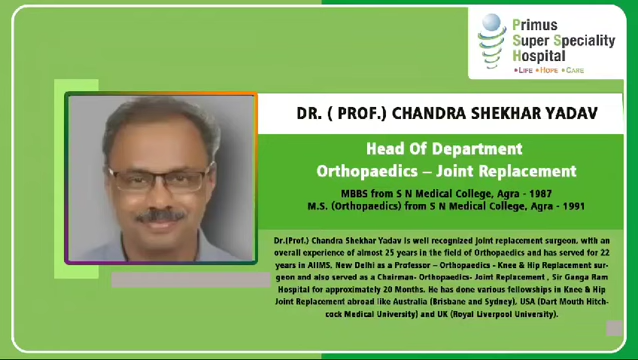 Primus
Super Speciality
Hospital
• LIFE • HOPE • CARE
DR. ( PROF.) CHANDRA SHEKHAR YADAV
Head Of Department
Orthopaedics – Joint Replacement
MBBS from S N Medical College, Agra - 1987
M.S. (Orthopaedics) from S N Medical College, Agra - 1991
Dr.(Prof.) Chandra Shekhar Yadav is well recognized joint replacement surgeon, with an
overall experience of almost 25 years in the field of Orthopaedics and has served for 22
years in AIIMS, New Delhi as a Professor – Orthopaedics - Knee & Hip Replacement sur-
geon and also served as a Chairman- Orthopaedics- Joint Replacement , Sir Ganga Ram
Hospital for approximately 20 Months. He has done various fellowships in Knee & Hip
Joint Replacement abroad like Australia (Brisbane and Sydney), USA (Dart Mouth Hitch-
cock Medical University) and UK (Royal Liverpool University).